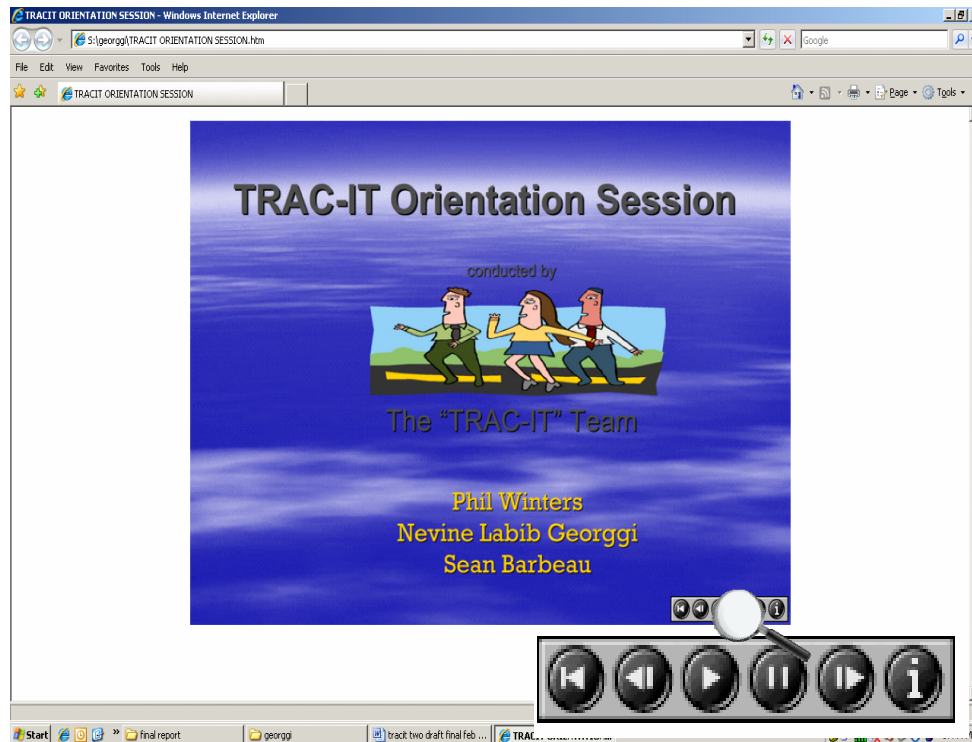 TRACIT ORIENTATION SESSION - Windows Internet Explorer
S:\georggi\TRACIT ORIENTATION SESSION.htm
Google
File Edit View Favorites Tools Help
TRACIT ORIENTATION SESSION
Page Tools
TRAC-IT Orientation Session
conducted by
The "TRAC-IT" Team
Phil Winters
Nevine Labib Georggi
Sean Barbeau
Start » final report georggi tracit two draft final feb ...